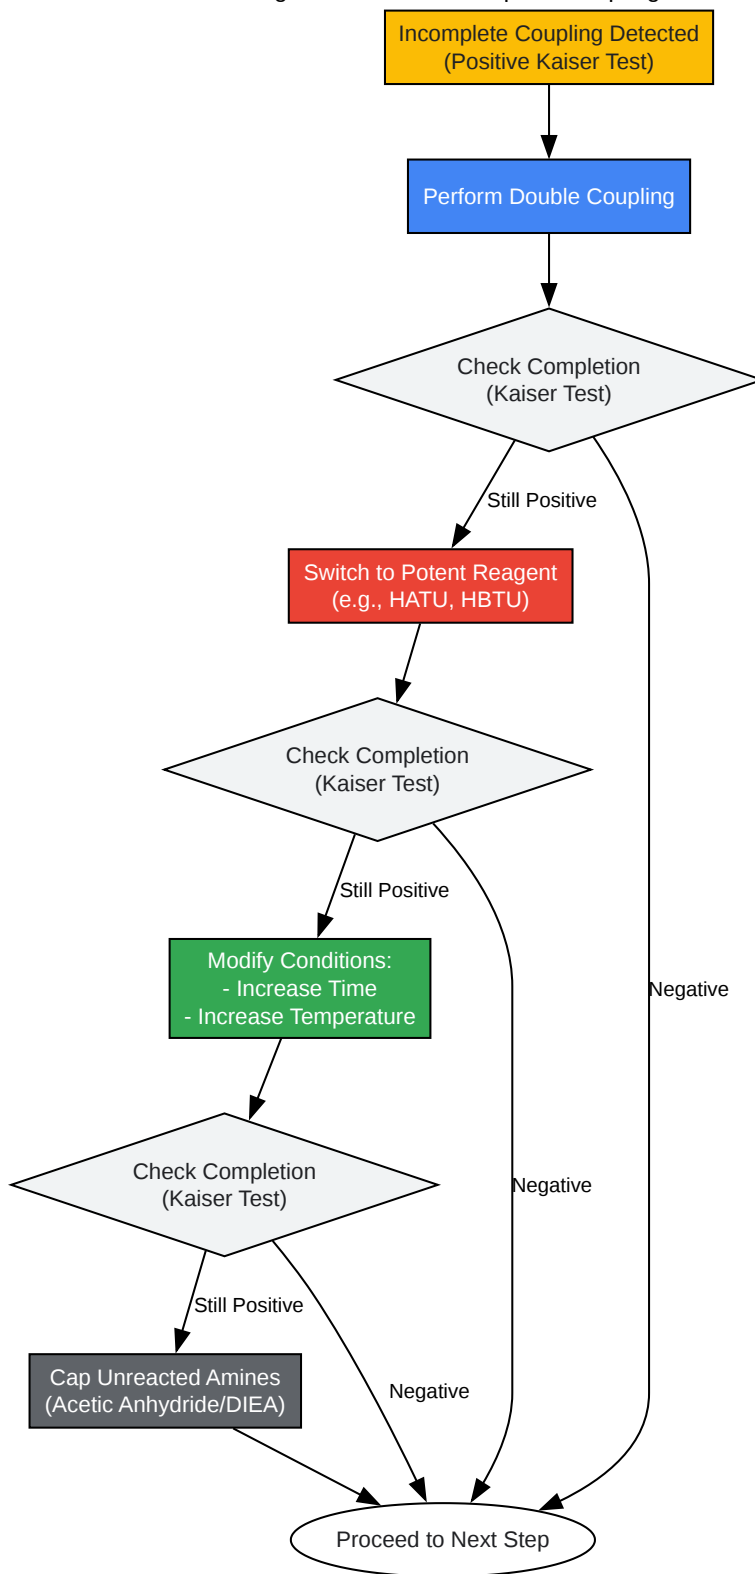 Incomplete Coupling Detected
(Positive Kaiser Test)
Perform Double Coupling
Check Completion
(Kaiser Test)
Still Positive
Switch to Potent Reagent
(e.g., HATU, HBTU)
Check Completion
(Kaiser Test)
Still Positive
Modify Conditions:
- Increase Time
- Increase Temperature
Negative
Check Completion
(Kaiser Test)
Negative
Still Positive
Cap Unreacted Amines
(Acetic Anhydride/DIEA)
Negative
Proceed to Next Step